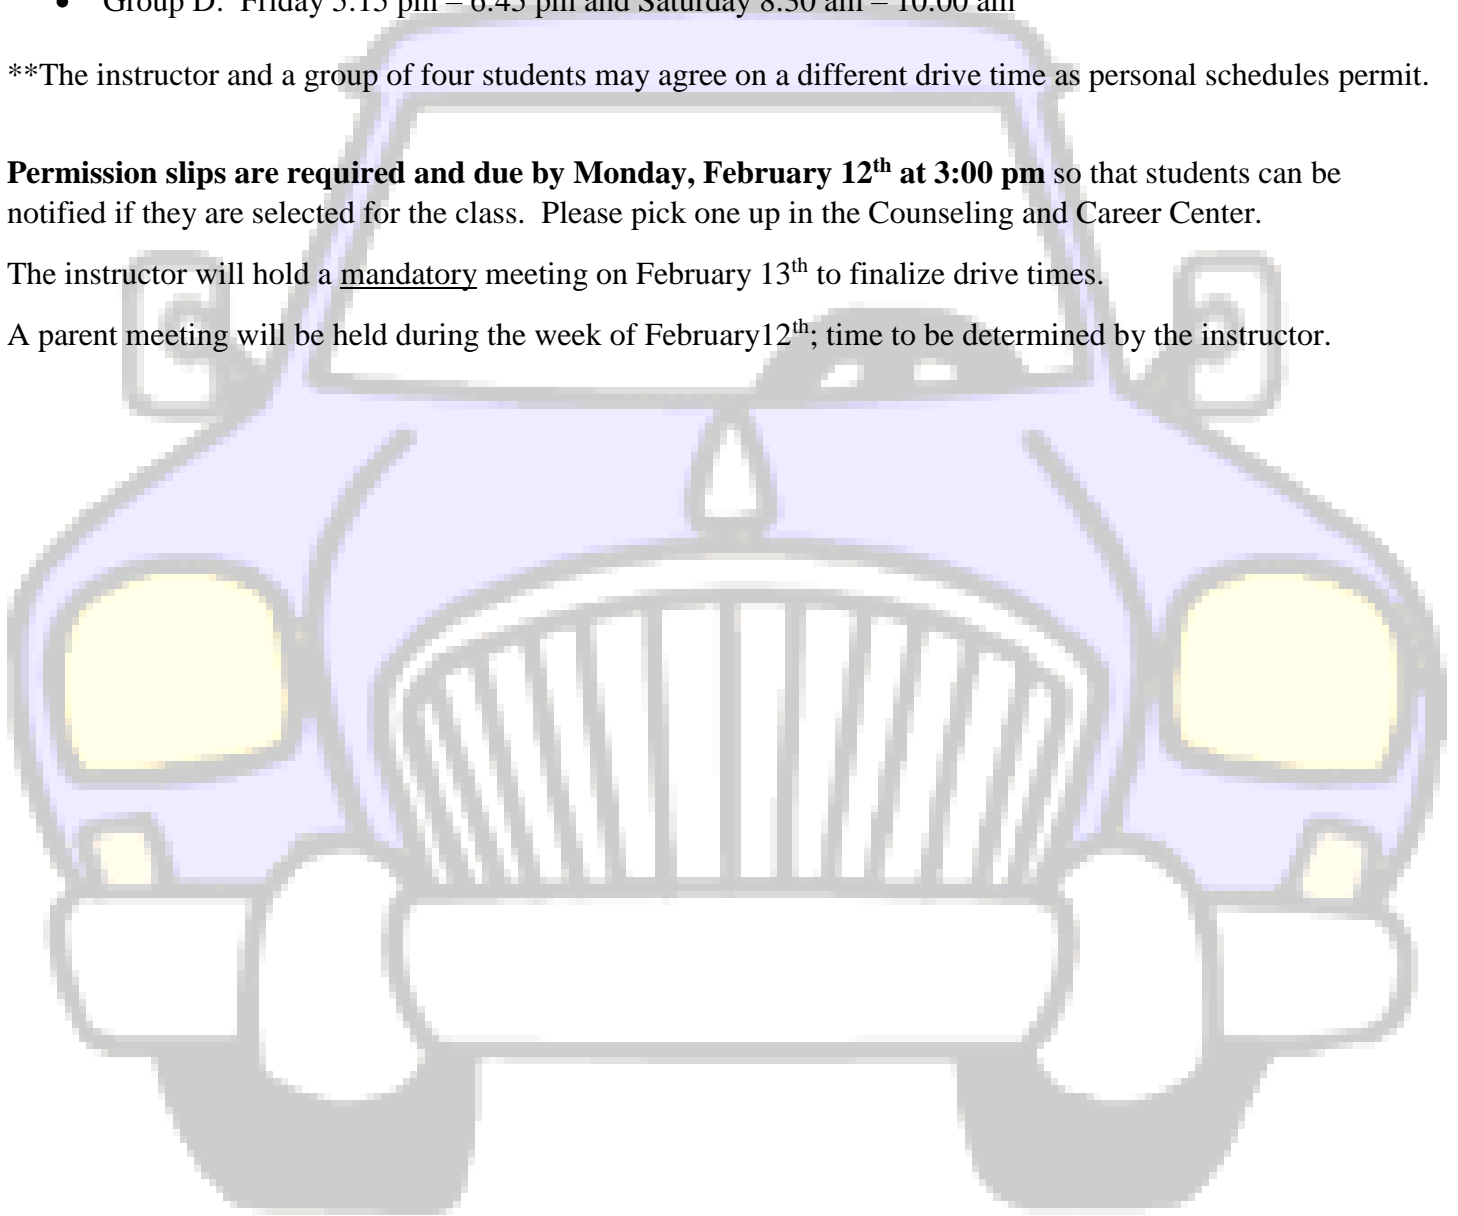 • Group D: Friday 5:15 pm – 6:45 pm and Saturday 8:30 am – 10:00 am
**The instructor and a group of four students may agree on a different drive time as personal schedules permit.
Permission slips are required and due by Monday, February 12th at 3:00 pm so that students can be
notified if they are selected for the class.  Please pick one up in the Counseling and Career Center.
The instructor will hold a mandatory meeting on February 13th to finalize drive times.
A parent meeting will be held during the week of February12th; time to be determined by the instructor.